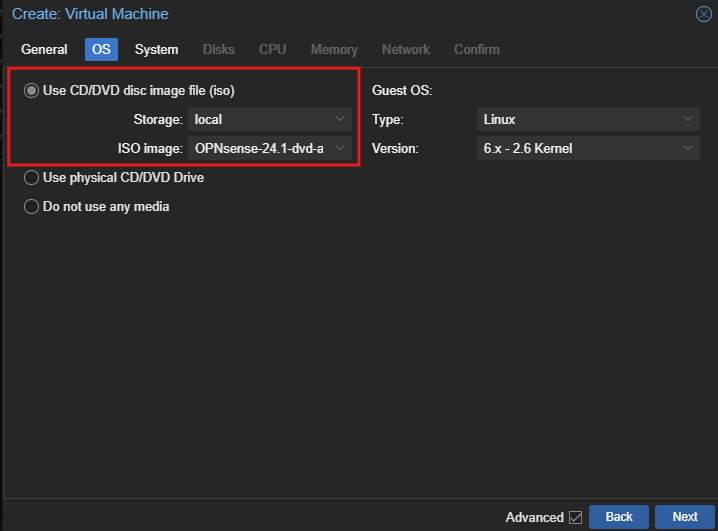 Create: Virtual Machine
General OS System Disks CPU Memory Network Confirm
Use CD/DVD disc image file (iso) Guest OS:
Storage: local Type: Linux
ISO image: OPNsense-24.1-dvd-a Version: 6.x - 2.6 Kernel
Use physical CD/DVD Drive
Do not use any media
Advanced Back Next